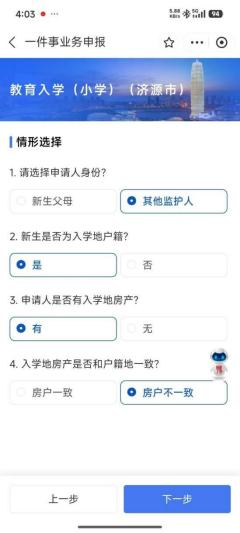 4:03
5.88 KB/s 5G 94
一件事业务申报
教育入学（小学）（济源市）
情形选择
1. 请选择申请人身份?
新生父母 其他监护人
2. 新生是否为入学地户籍?
是 否
3. 申请人是否有入学地房产?
有 无
4. 入学地房产是否和户籍地一致?
房户一致 房户不一致
上一步 下一步